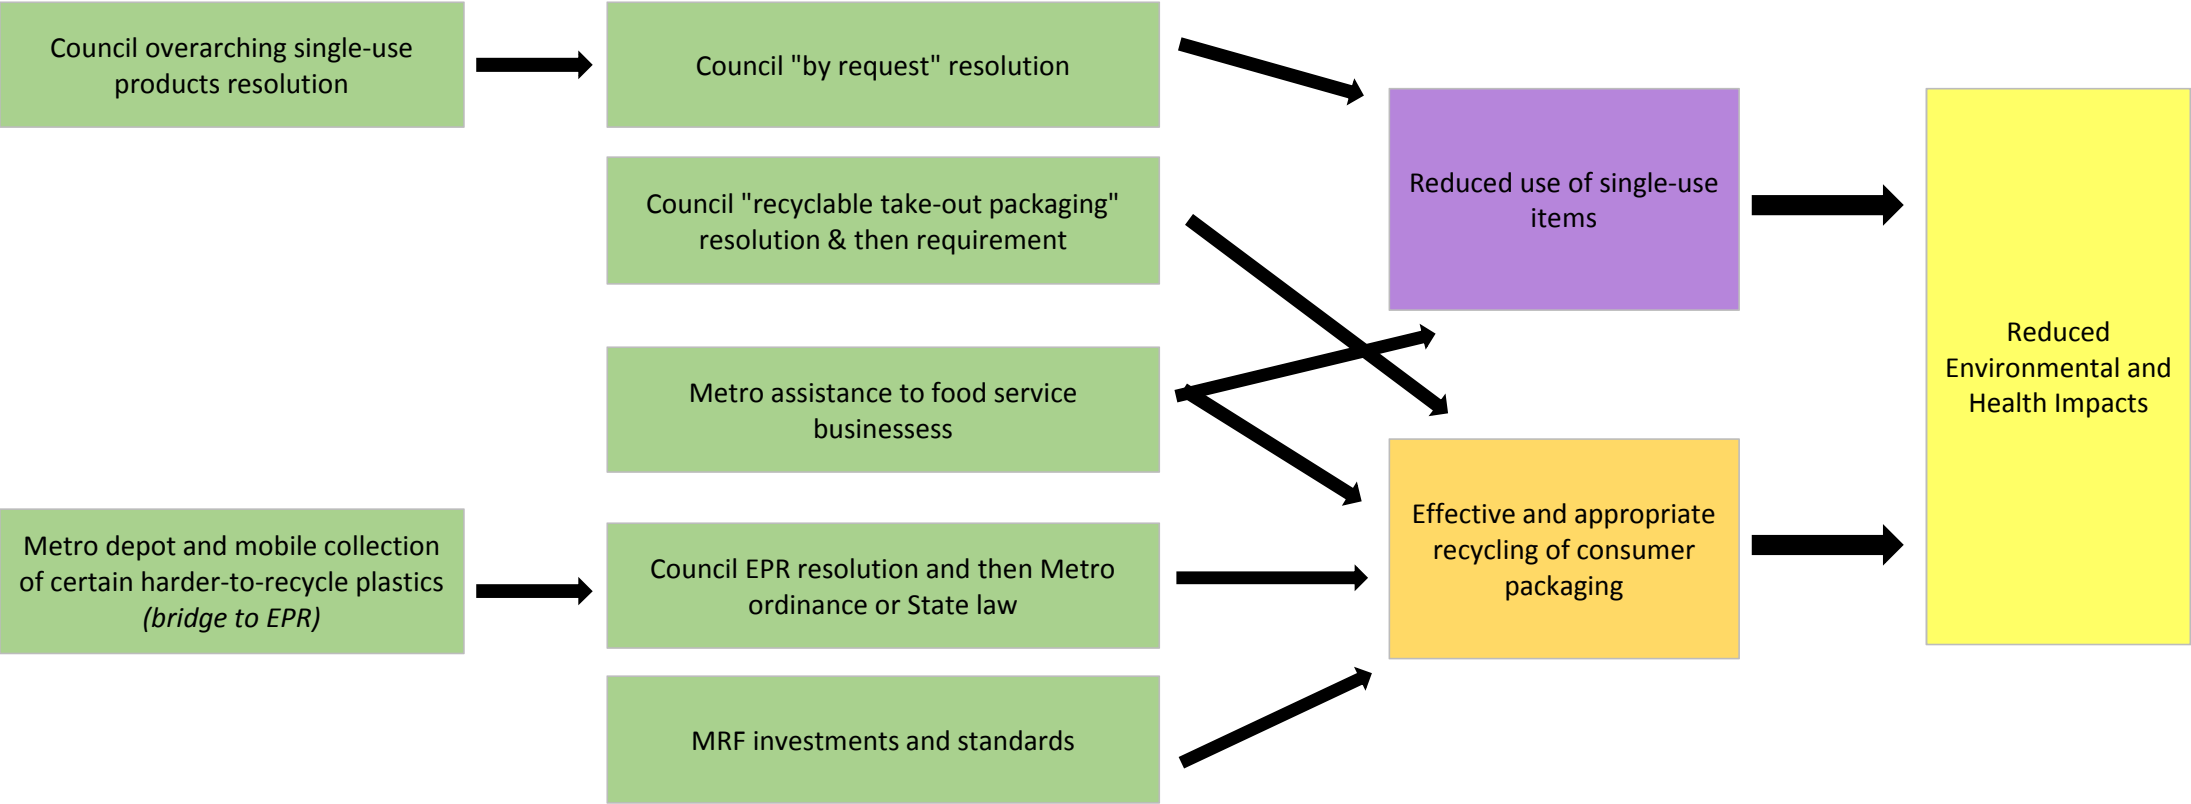 Council overarching single-use
products resolution
Council "by request" resolution
Council "recyclable take-out packaging"
resolution & then requirement
Metro assistance to food service
businessess
Metro depot and mobile collection
of certain harder-to-recycle plastics
(bridge to EPR)
Council EPR resolution and then Metro
ordinance or State law
MRF investments and standards
Reduced use of single-use
items
Effective and appropriate
recycling of consumer
packaging
Reduced
Environmental and
Health Impacts